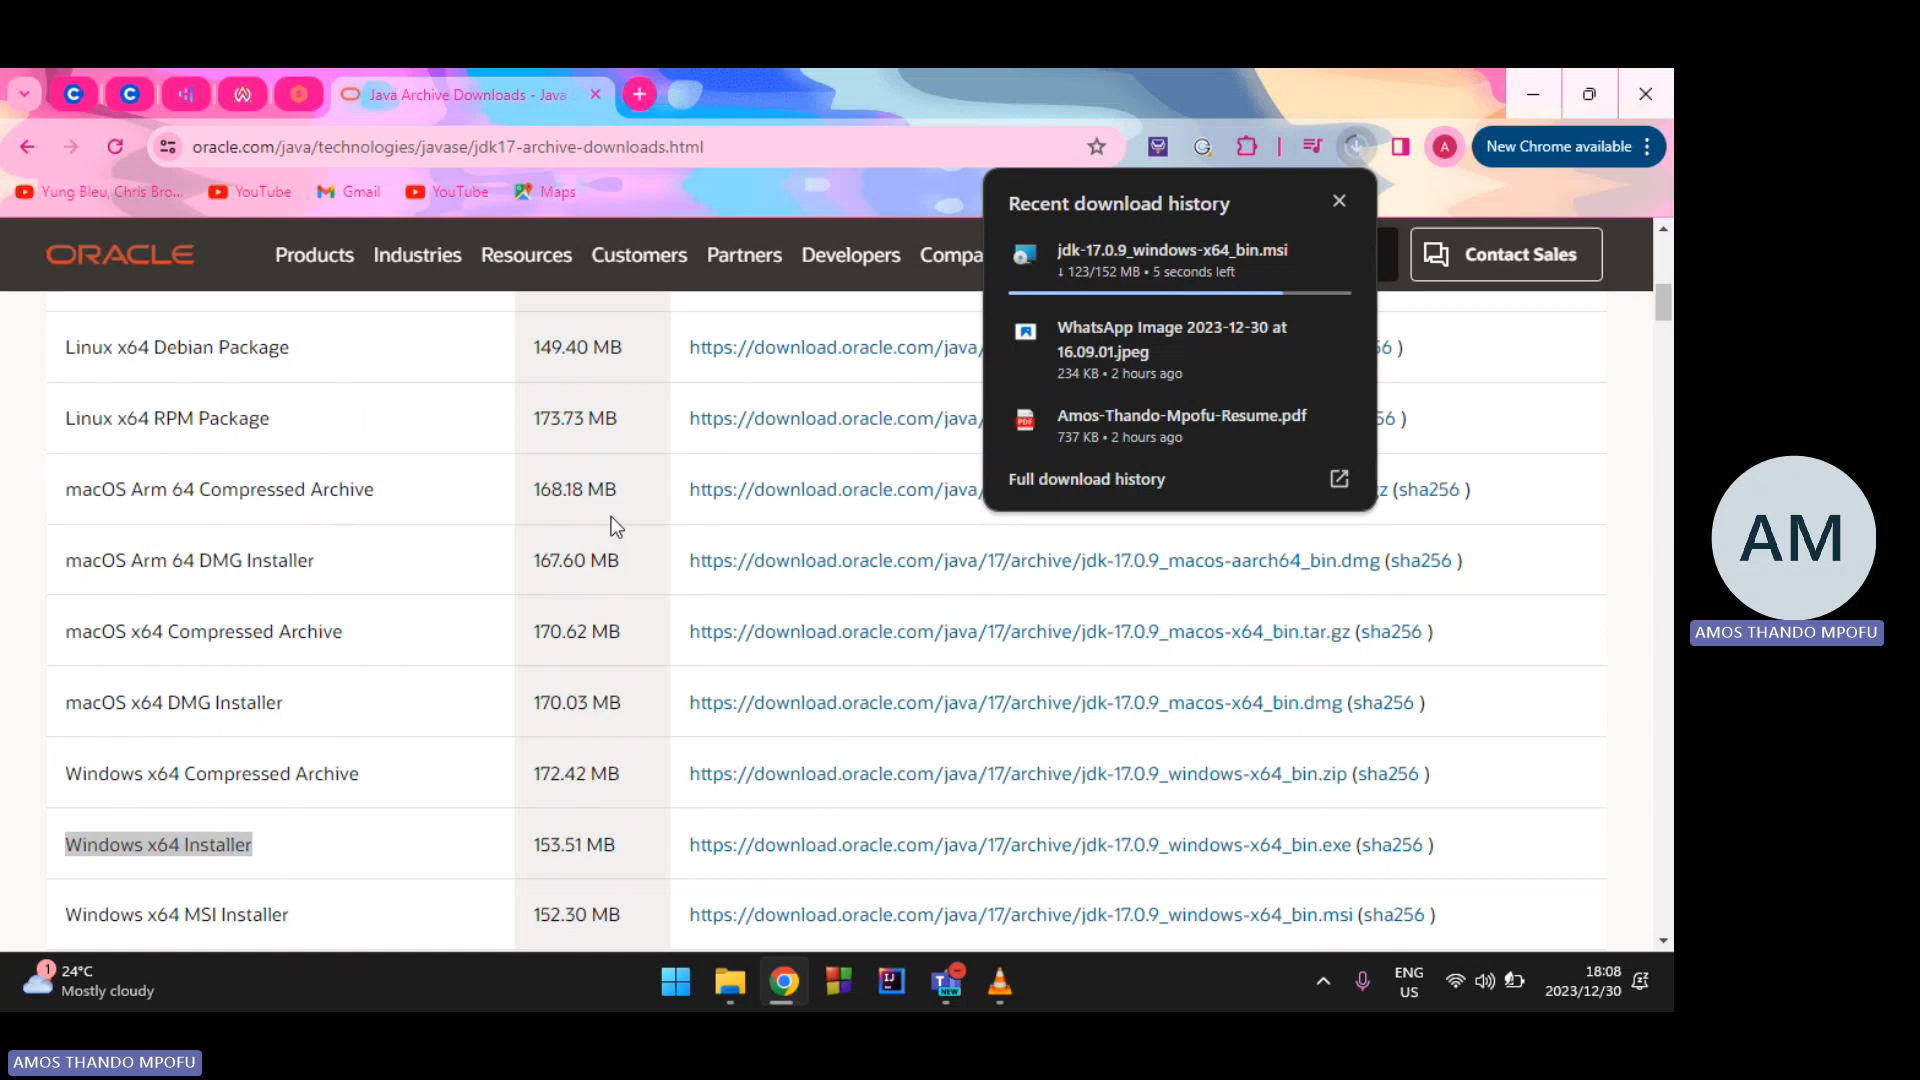 Java Archive Downloads - Java
oracle.com/java/technologies/javase/jdk17-archive-downloads.html
A
New Chrome available
Yung Bleu, Chris Bro...
YouTube
Gmail
YouTube
Maps
ORACLE
Products
Industries
Resources
Customers
Partners
Developers
Compa
Contact Sales
Recent download history
jdk-17.0.9_windows-x64_bin.msi
↓ 123/152 MB • 5 seconds left
WhatsApp Image 2023-12-30 at
16.09.01.jpeg
234 KB • 2 hours ago
PDF
Amos-Thando-Mpofu-Resume.pdf
737 KB • 2 hours ago
Full download history
Linux x64 Debian Package 149.40 MB https://download.oracle.com/java/ 56 )
Linux x64 RPM Package 173.73 MB https://download.oracle.com/java/ 56 )
macOS Arm 64 Compressed Archive 168.18 MB https://download.oracle.com/java/ gz (sha256 )
macOS Arm 64 DMG Installer 167.60 MB https://download.oracle.com/java/17/archive/jdk-17.0.9_macos-aarch64_bin.dmg (sha256 )
macOS x64 Compressed Archive 170.62 MB https://download.oracle.com/java/17/archive/jdk-17.0.9_macos-x64_bin.tar.gz (sha256 )
macOS x64 DMG Installer 170.03 MB https://download.oracle.com/java/17/archive/jdk-17.0.9_macos-x64_bin.dmg (sha256 )
Windows x64 Compressed Archive 172.42 MB https://download.oracle.com/java/17/archive/jdk-17.0.9_windows-x64_bin.zip (sha256 )
Windows x64 Installer 153.51 MB https://download.oracle.com/java/17/archive/jdk-17.0.9_windows-x64_bin.exe (sha256 )
Windows x64 MSI Installer 152.30 MB https://download.oracle.com/java/17/archive/jdk-17.0.9_windows-x64_bin.msi (sha256 )
AM
AMOS THANDO MPOFU
1
24°C
Mostly cloudy
IJ
T
NEW
ENG
US
18:08
2023/12/30
AMOS THANDO MPOFU